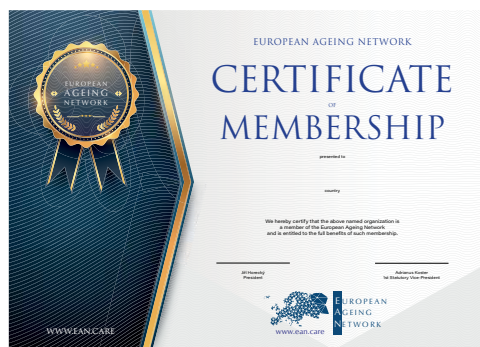 EUROPEAN AGEING NETWORK
CERTIFICATE
OF
MEMBERSHIP
presented to
country
We hereby certify that the above named organization is
a member of the European Ageing Network
and is entitled to the full benefits of such membership.
Jiří Horecký
President
Adrianus Koster
1st Statutory Vice-President
EUROPEAN
AGEING
NETWORK
WWW.EAN.CARE
www.ean.care
EUROPEAN
AGEING
NETWORK